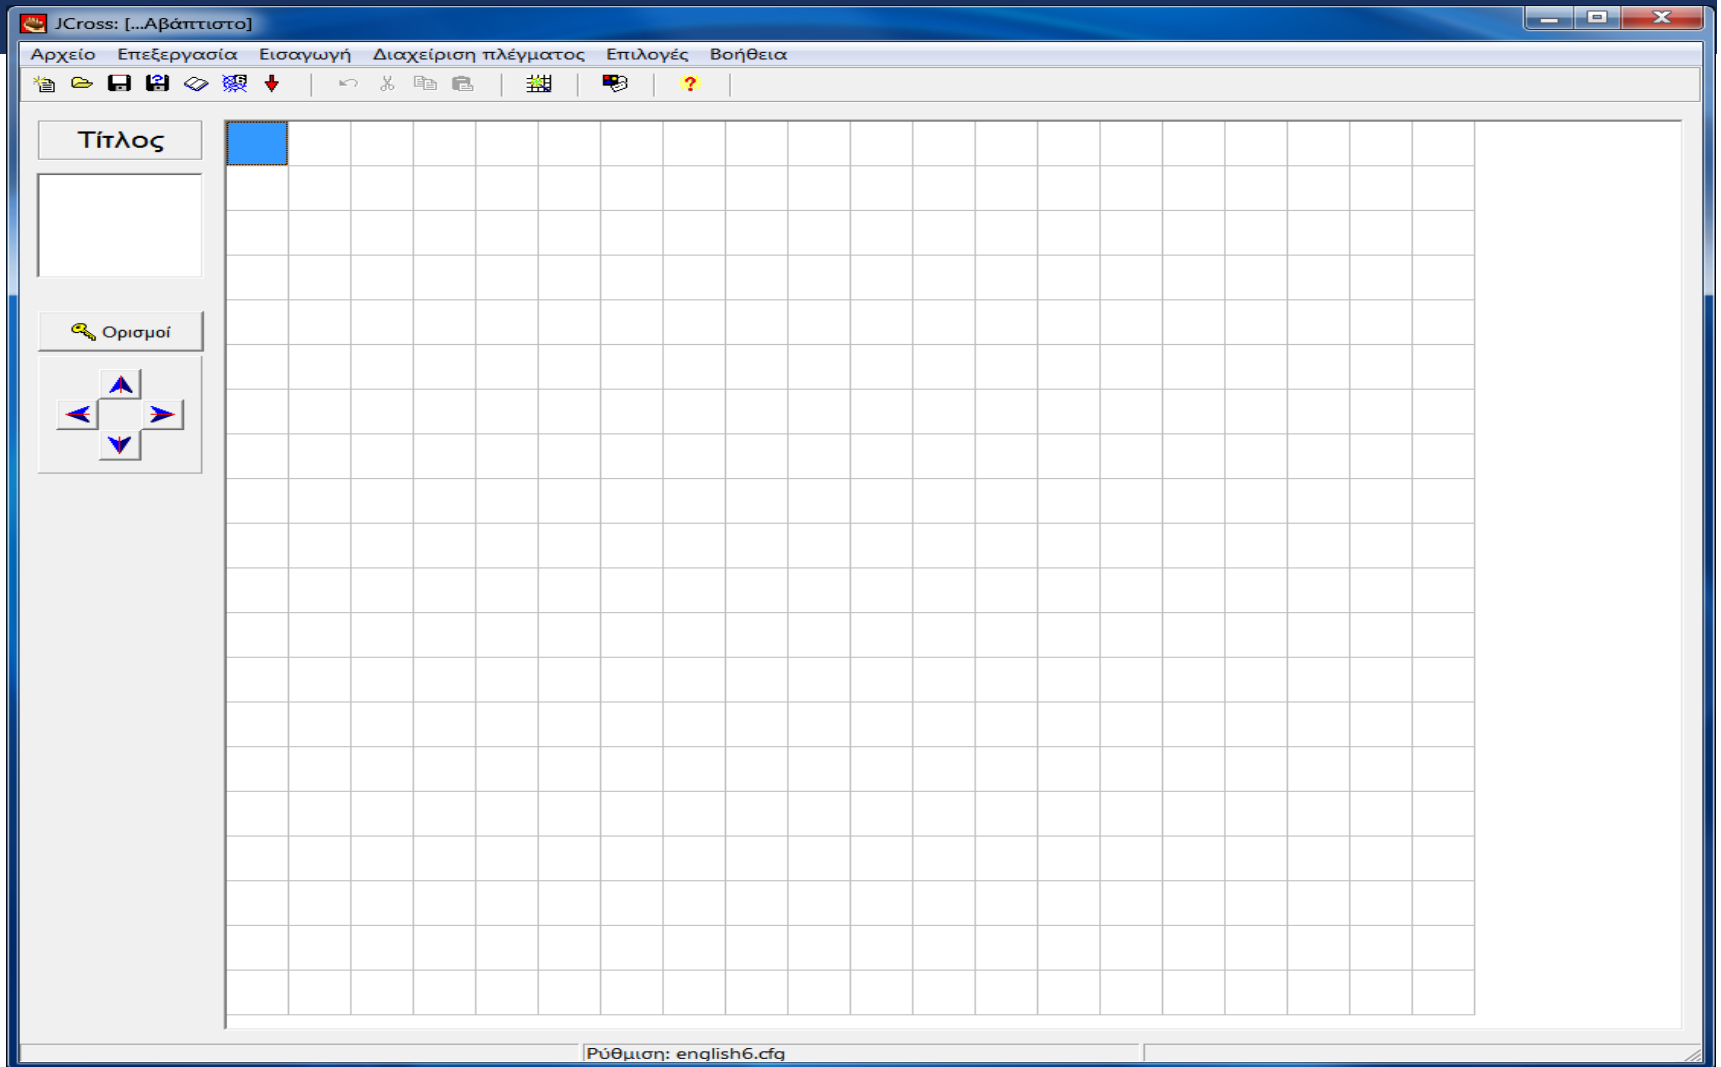 JCross: [...Αβάπτιστο]
Αρχείο Επεξεργασία Εισαγωγή Διαχείριση πλέγματος Επιλογές Βοήθεια
Τίτλος
Ορισμοί
Ρύθμιση: english6.cfg